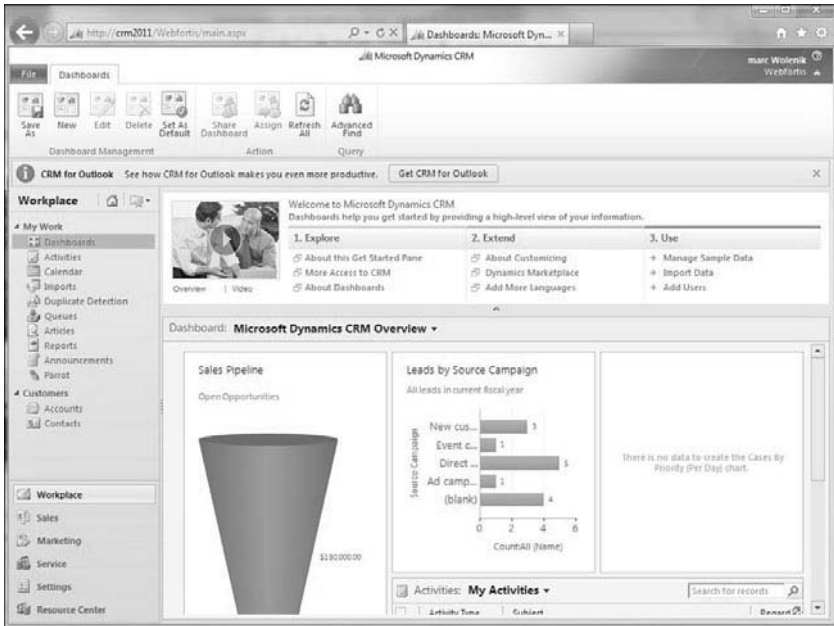 http://crm2011/Webfortis/main.aspx
Dashboards: Microsoft Dyn...
Microsoft Dynamics CRM
marc Wolenik
Webfortis
File
Dashboards
Save As
New
Edit
Delete
Set As Default
Share Dashboard
Assign
Refresh All
Advanced Find
Dashboard Management
Action
Query
CRM for Outlook See how CRM for Outlook makes you even more productive.
Get CRM for Outlook
Workplace
My Work
Dashboards
Activities
Calendar
Imports
Duplicate Detection
Queues
Articles
Reports
Announcements
Parrot
Customers
Accounts
Contacts
Workplace
Sales
Marketing
Service
Settings
Resource Center
Overview | Video
Welcome to Microsoft Dynamics CRM
Dashboards help you get started by providing a high-level view of your information.
1. Explore
About this Get Started Pane
More Access to CRM
About Dashboards
2. Extend
About Customizing
Dynamics Marketplace
Add More Languages
3. Use
Manage Sample Data
Import Data
Add Users
Dashboard: Microsoft Dynamics CRM Overview
Sales Pipeline
Open Opportunities
$150,000.00
Leads by Source Campaign
All leads in current fiscal year
Source Campaign
New cus... 3
Event c... 1
Direct ... 5
Ad camp... 1
(blank) 4
0 2 4 6
Count:All (Name)
There is no data to create the Cases By
Priority (Per Day) chart.
Activities: My Activities
Search for records
Activity Type
Subject